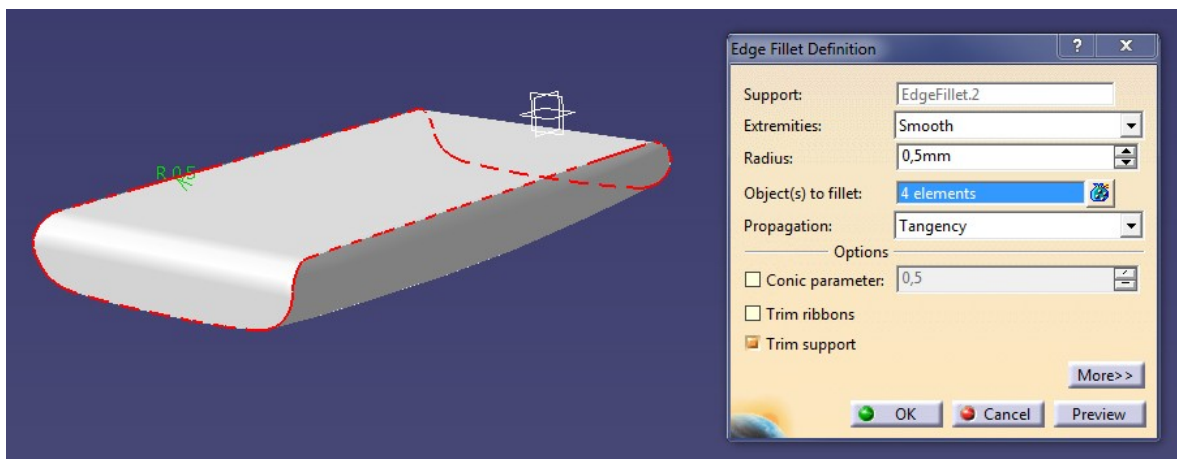 Edge Fillet Definition
? X
Support: EdgeFillet.2
Extremities: Smooth
Radius: 0,5mm
R 0.5
Object(s) to fillet: 4 elements
Propagation: Tangency
Options
Conic parameter: 0,5
Trim ribbons
Trim support
More>>
OK Cancel Preview